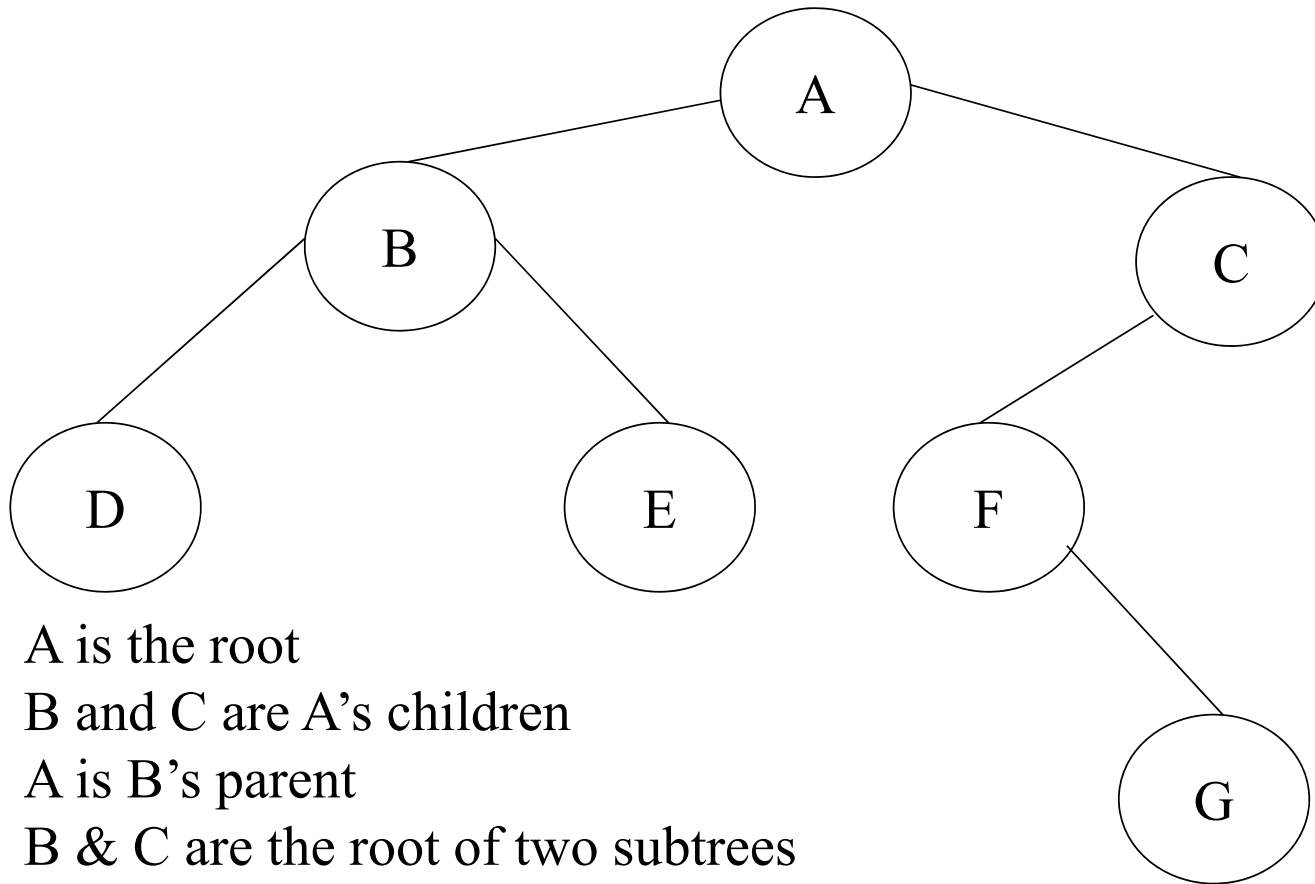 A
B
C
D
E
F
G
A is the root
B and C are A’s children
A is B’s parent
B & C are the root of two subtrees